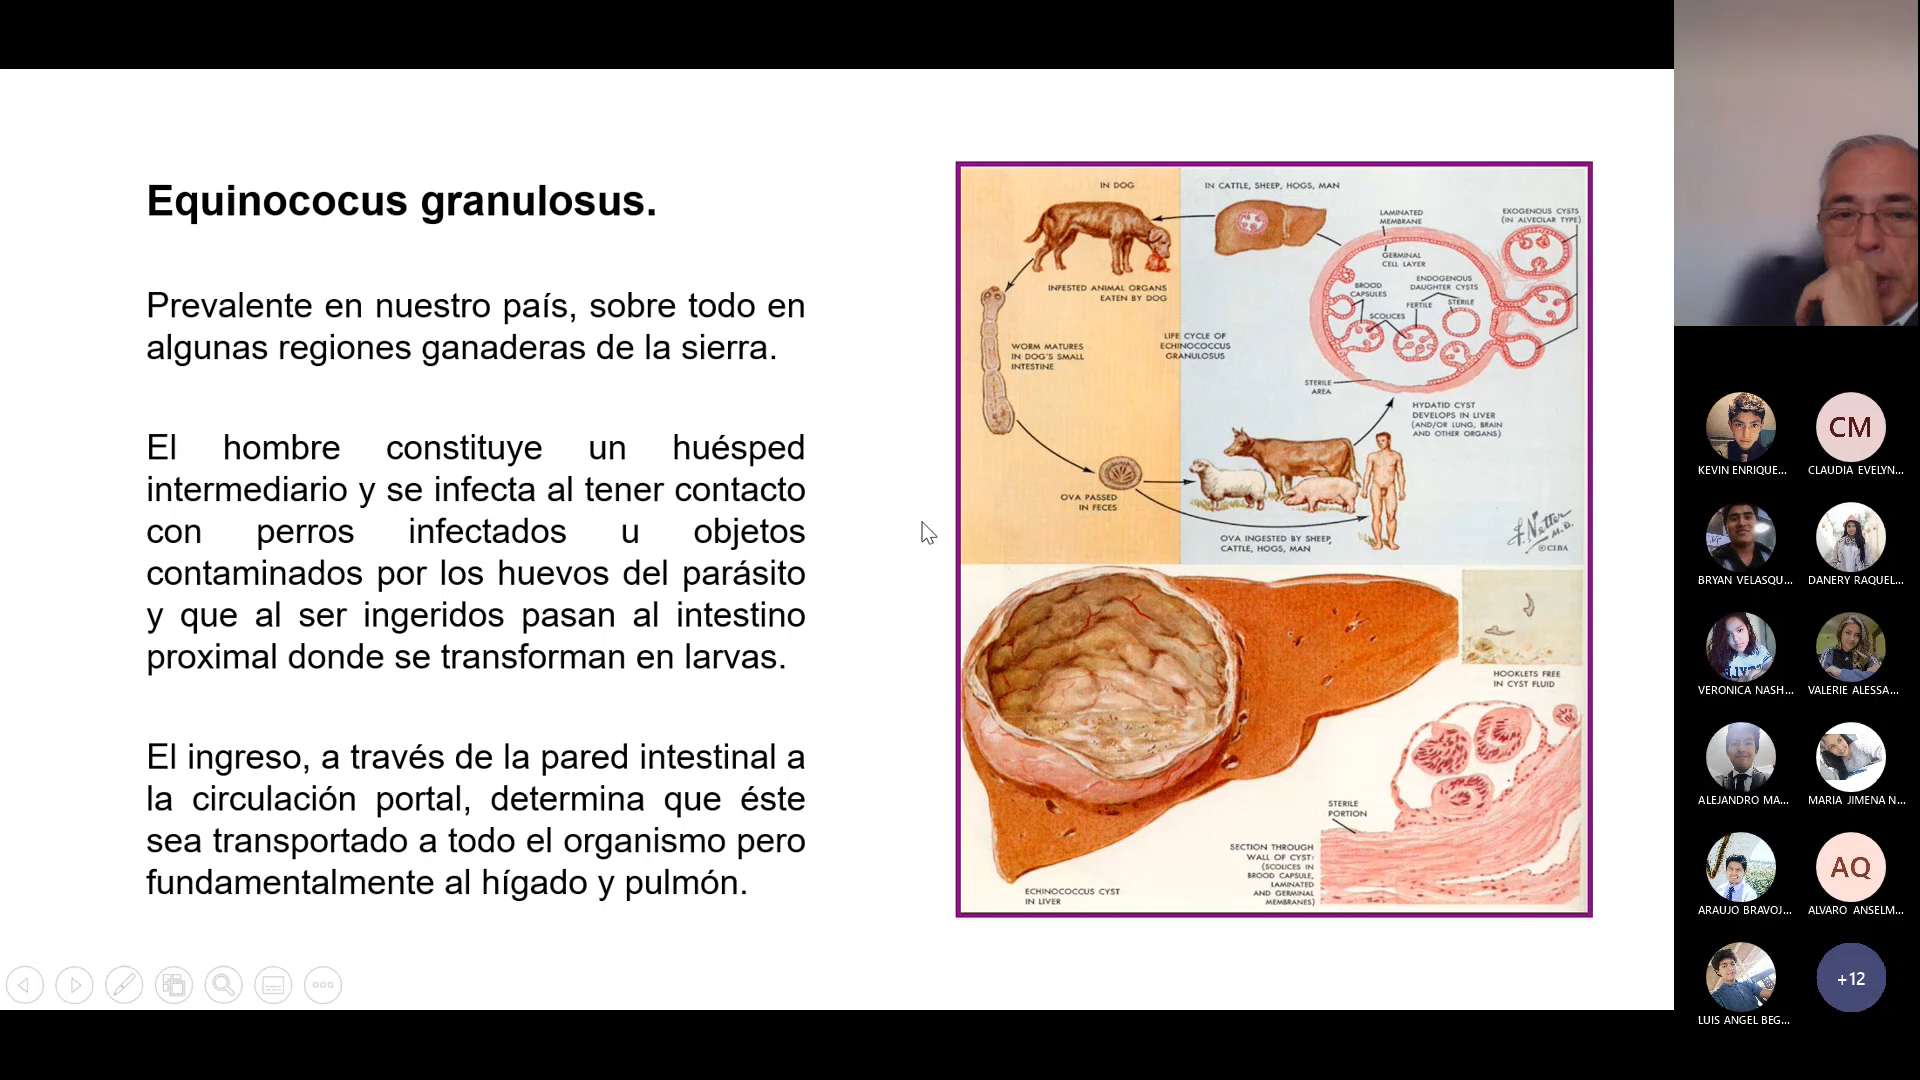 Equinococus granulosus.
Prevalente en nuestro país, sobre todo en
algunas regiones ganaderas de la sierra.
El hombre constituye un huésped
intermediario y se infecta al tener contacto
con perros infectados u objetos
contaminados por los huevos del parásito
y que al ser ingeridos pasan al intestino
proximal donde se transforman en larvas.
El ingreso, a través de la pared intestinal a
la circulación portal, determina que éste
sea transportado a todo el organismo pero
fundamentalmente al hígado y pulmón.
IN DOG
IN CATTLE, SHEEP, HOGS, MAN
LAMINATED
MEMBRANE
EXOGENOUS CYSTS
(IN ALVEOLAR TYPE)
GERMINAL
CELL LAYER
ENDOGENOUS
DAUGHTER CYSTS
BROOD
CAPSULES
FERTILE
STERILE
SCOLICES
INFESTED ANIMAL ORGANS
EATEN BY DOG
WORM MATURES
IN DOG'S SMALL
INTESTINE
LIFE CYCLE OF
ECHINOCOCCUS
GRANULOSUS
STERILE
AREA
HYDATID CYST
DEVELOPS IN LIVER
(AND/OR LUNG, BRAIN
AND OTHER ORGANS)
OVA PASSED
IN FECES
OVA INGESTED BY SHEEP,
CATTLE, HOGS, MAN
F. Netter
M.D.
©CIBA
HOOKLETS FREE
IN CYST FLUID
STERILE
PORTION
SECTION THROUGH
WALL OF CYST:
(SCOLICES IN
BROOD CAPSULE,
LAMINATED
AND GERMINAL
MEMBRANES)
ECHINOCOCCUS CYST
IN LIVER
CM
KEVIN ENRIQUE...
CLAUDIA EVELYN...
BRYAN VELASQU...
DANERY RAQUEL...
VERONICA NASH...
VALERIE ALESSA...
ALEJANDRO MA...
MARIA JIMENA N...
AQ
ARAUJO BRAVOJ...
ALVARO ANSELM...
+12
LUIS ANGEL BEG...